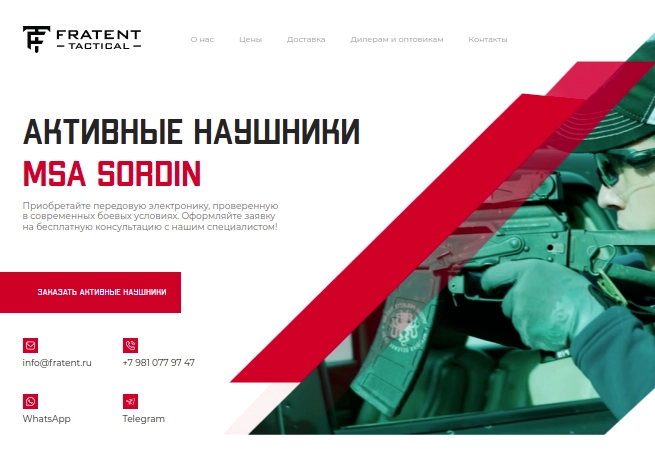 FRATENT
TACTICAL
О нас
Цены
Доставка
Дилерам и оптовикам
Контакты
АКТИВНЫЕ НАУШНИКИ
MSA SORDIN
Приобретайте передовую электронику, проверенную
в современных боевых условиях. Оформляйте заявку
на бесплатную консультацию с нашим специалистом!
ЗАКАЗАТЬ АКТИВНЫЕ НАУШНИКИ
info@fratent.ru
+7 981 077 97 47
WhatsApp
Telegram